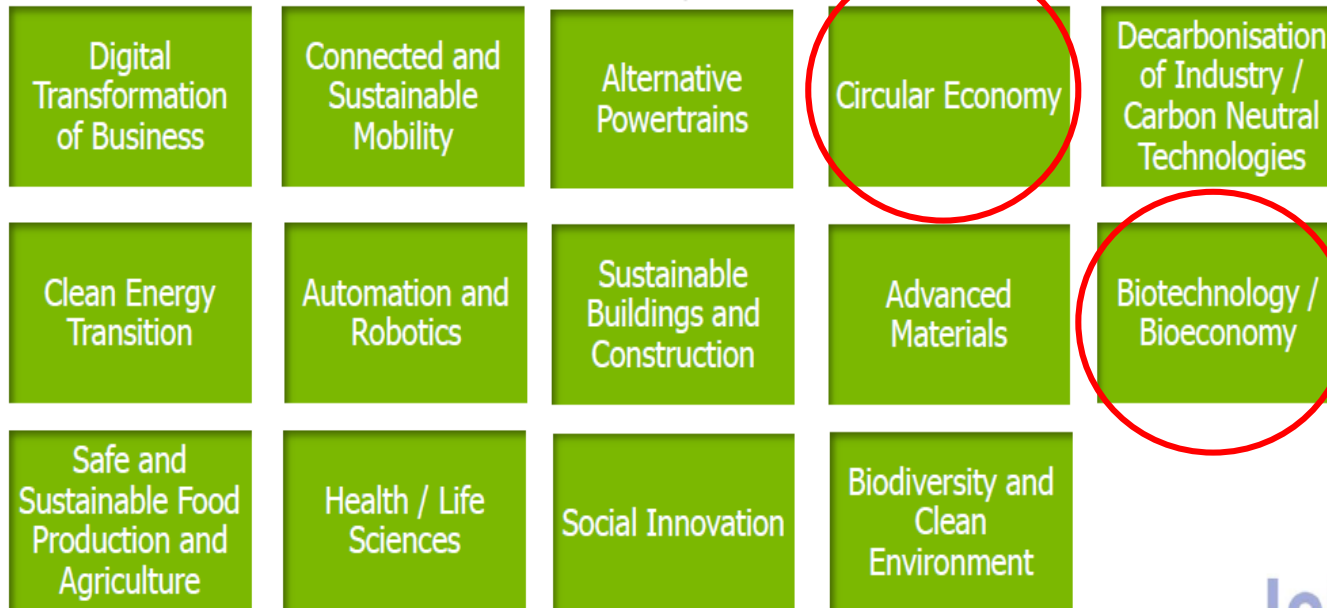 Digital
Transformation
of Business
Connected and
Sustainable
Mobility
Alternative
Powertrains
Circular Economy
Decarbonisation
of Industry /
Carbon Neutral
Technologies
Clean Energy
Transition
Automation and
Robotics
Sustainable
Buildings and
Construction
Advanced
Materials
Biotechnology /
Bioeconomy
Safe and
Sustainable Food
Production and
Agriculture
Health / Life
Sciences
Social Innovation
Biodiversity and
Clean
Environment